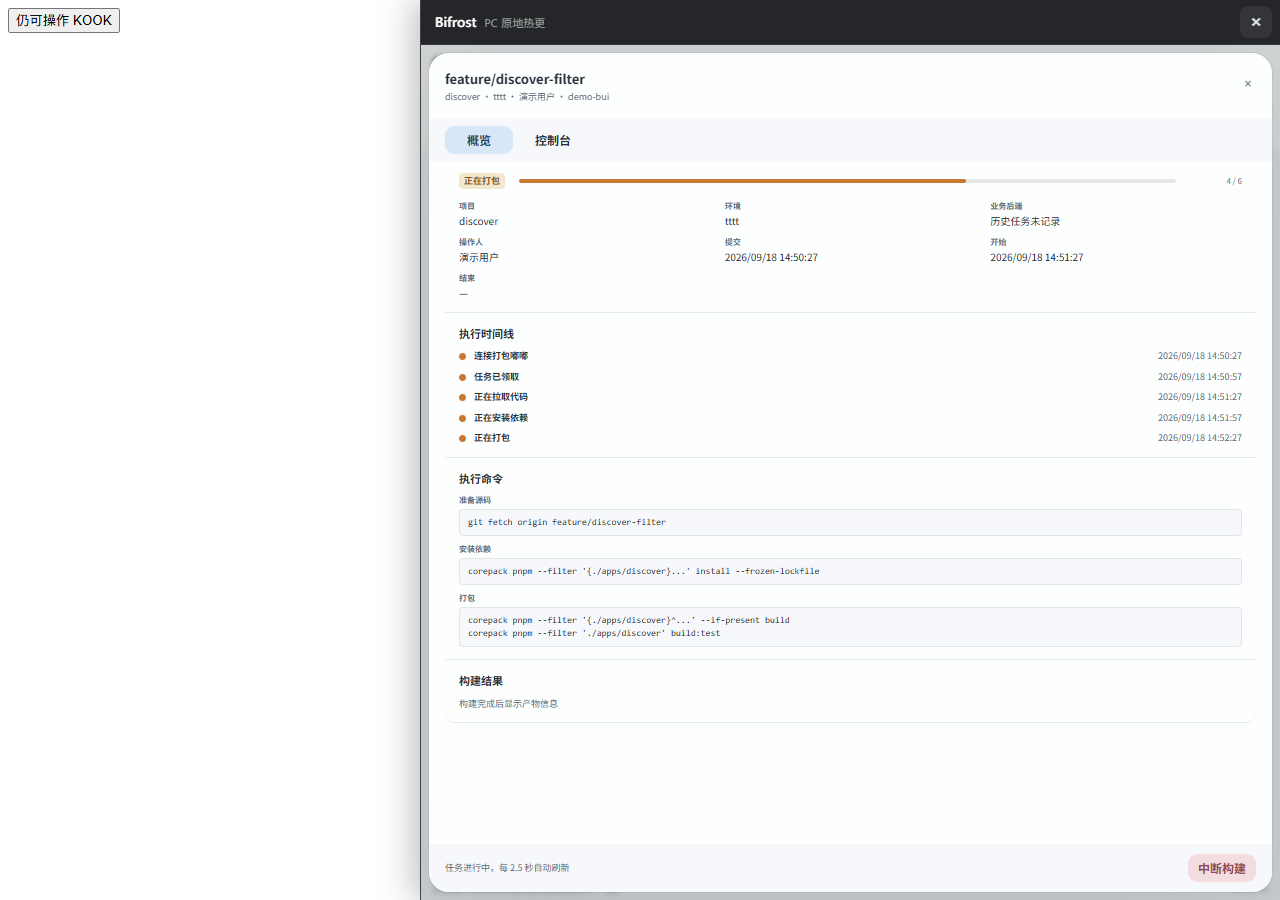 仍可操作 KOOK
Bifrost PC 原地热更
×
feature/discover-filter
×
discover • tttt • 演示用户 • demo-bui
概览 控制台
正在打包 4 / 6
项目 环境 业务后端
discover tttt 历史任务未记录
操作人 提交 开始
演示用户 2026/09/18 14:50:27 2026/09/18 14:51:27
结束
—
执行时间线
连接打包嘟嘟 2026/09/18 14:50:27
任务已领取 2026/09/18 14:50:57
正在拉取代码 2026/09/18 14:51:27
正在安装依赖 2026/09/18 14:51:57
正在打包 2026/09/18 14:52:27
执行命令
准备源码
git fetch origin feature/discover-filter
安装依赖
corepack pnpm --filter '{./apps/discover}...' install --frozen-lockfile
打包
corepack pnpm --filter '{./apps/discover}^...' --if-present build
corepack pnpm --filter './apps/discover' build:test
构建结果
构建完成后显示产物信息
任务进行中，每 2.5 秒自动刷新 中断构建